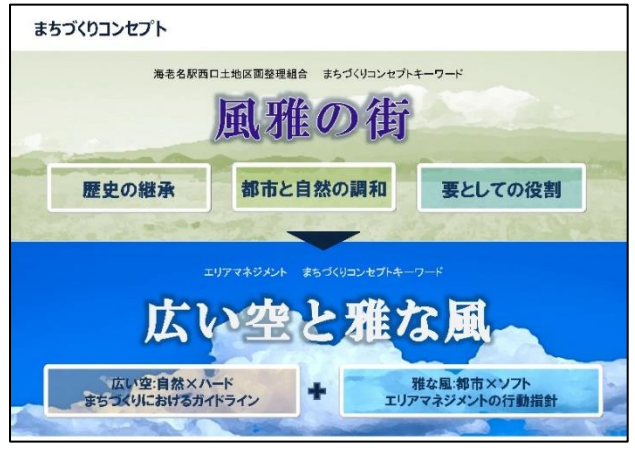 まちづくりコンセプト
海老名駅西口土地区画整理組合　まちづくりコンセプトキーワード
風雅の街
歴史の継承
都市と自然の調和
要としての役割
エリアマネジメント　まちづくりコンセプトキーワード
広い空と雅な風
広い空:自然×ハード
まちづくりにおけるガイドライン
+
雅な風:都市×ソフト
エリアマネジメントの行動指針